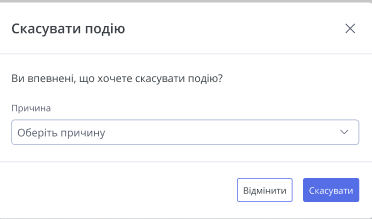 Скасувати подію
Ви впевнені, що хочете скасувати подію?
Причина
Оберіть причину
Відмінити Скасувати